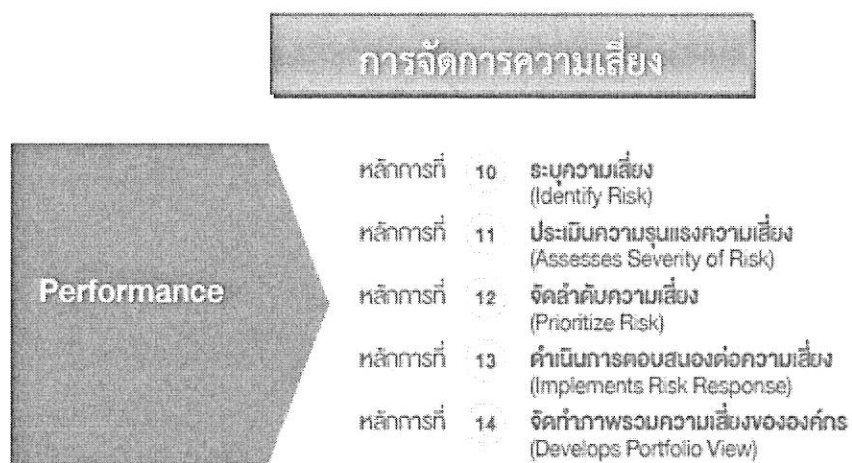 การจัดการความเสี่ยง
Performance
หลักการที่ 10 ระบุความเสี่ยง
(Identify Risk)
หลักการที่ 11 ประเมินความรุนแรงความเสี่ยง
(Assesses Severity of Risk)
หลักการที่ 12 จัดลำดับความเสี่ยง
(Prioritize Risk)
หลักการที่ 13 ดำเนินการตอบสนองต่อความเสี่ยง
(Implements Risk Response)
หลักการที่ 14 จัดทำภาพรวมความเสี่ยงขององค์กร
(Develops Portfolio View)